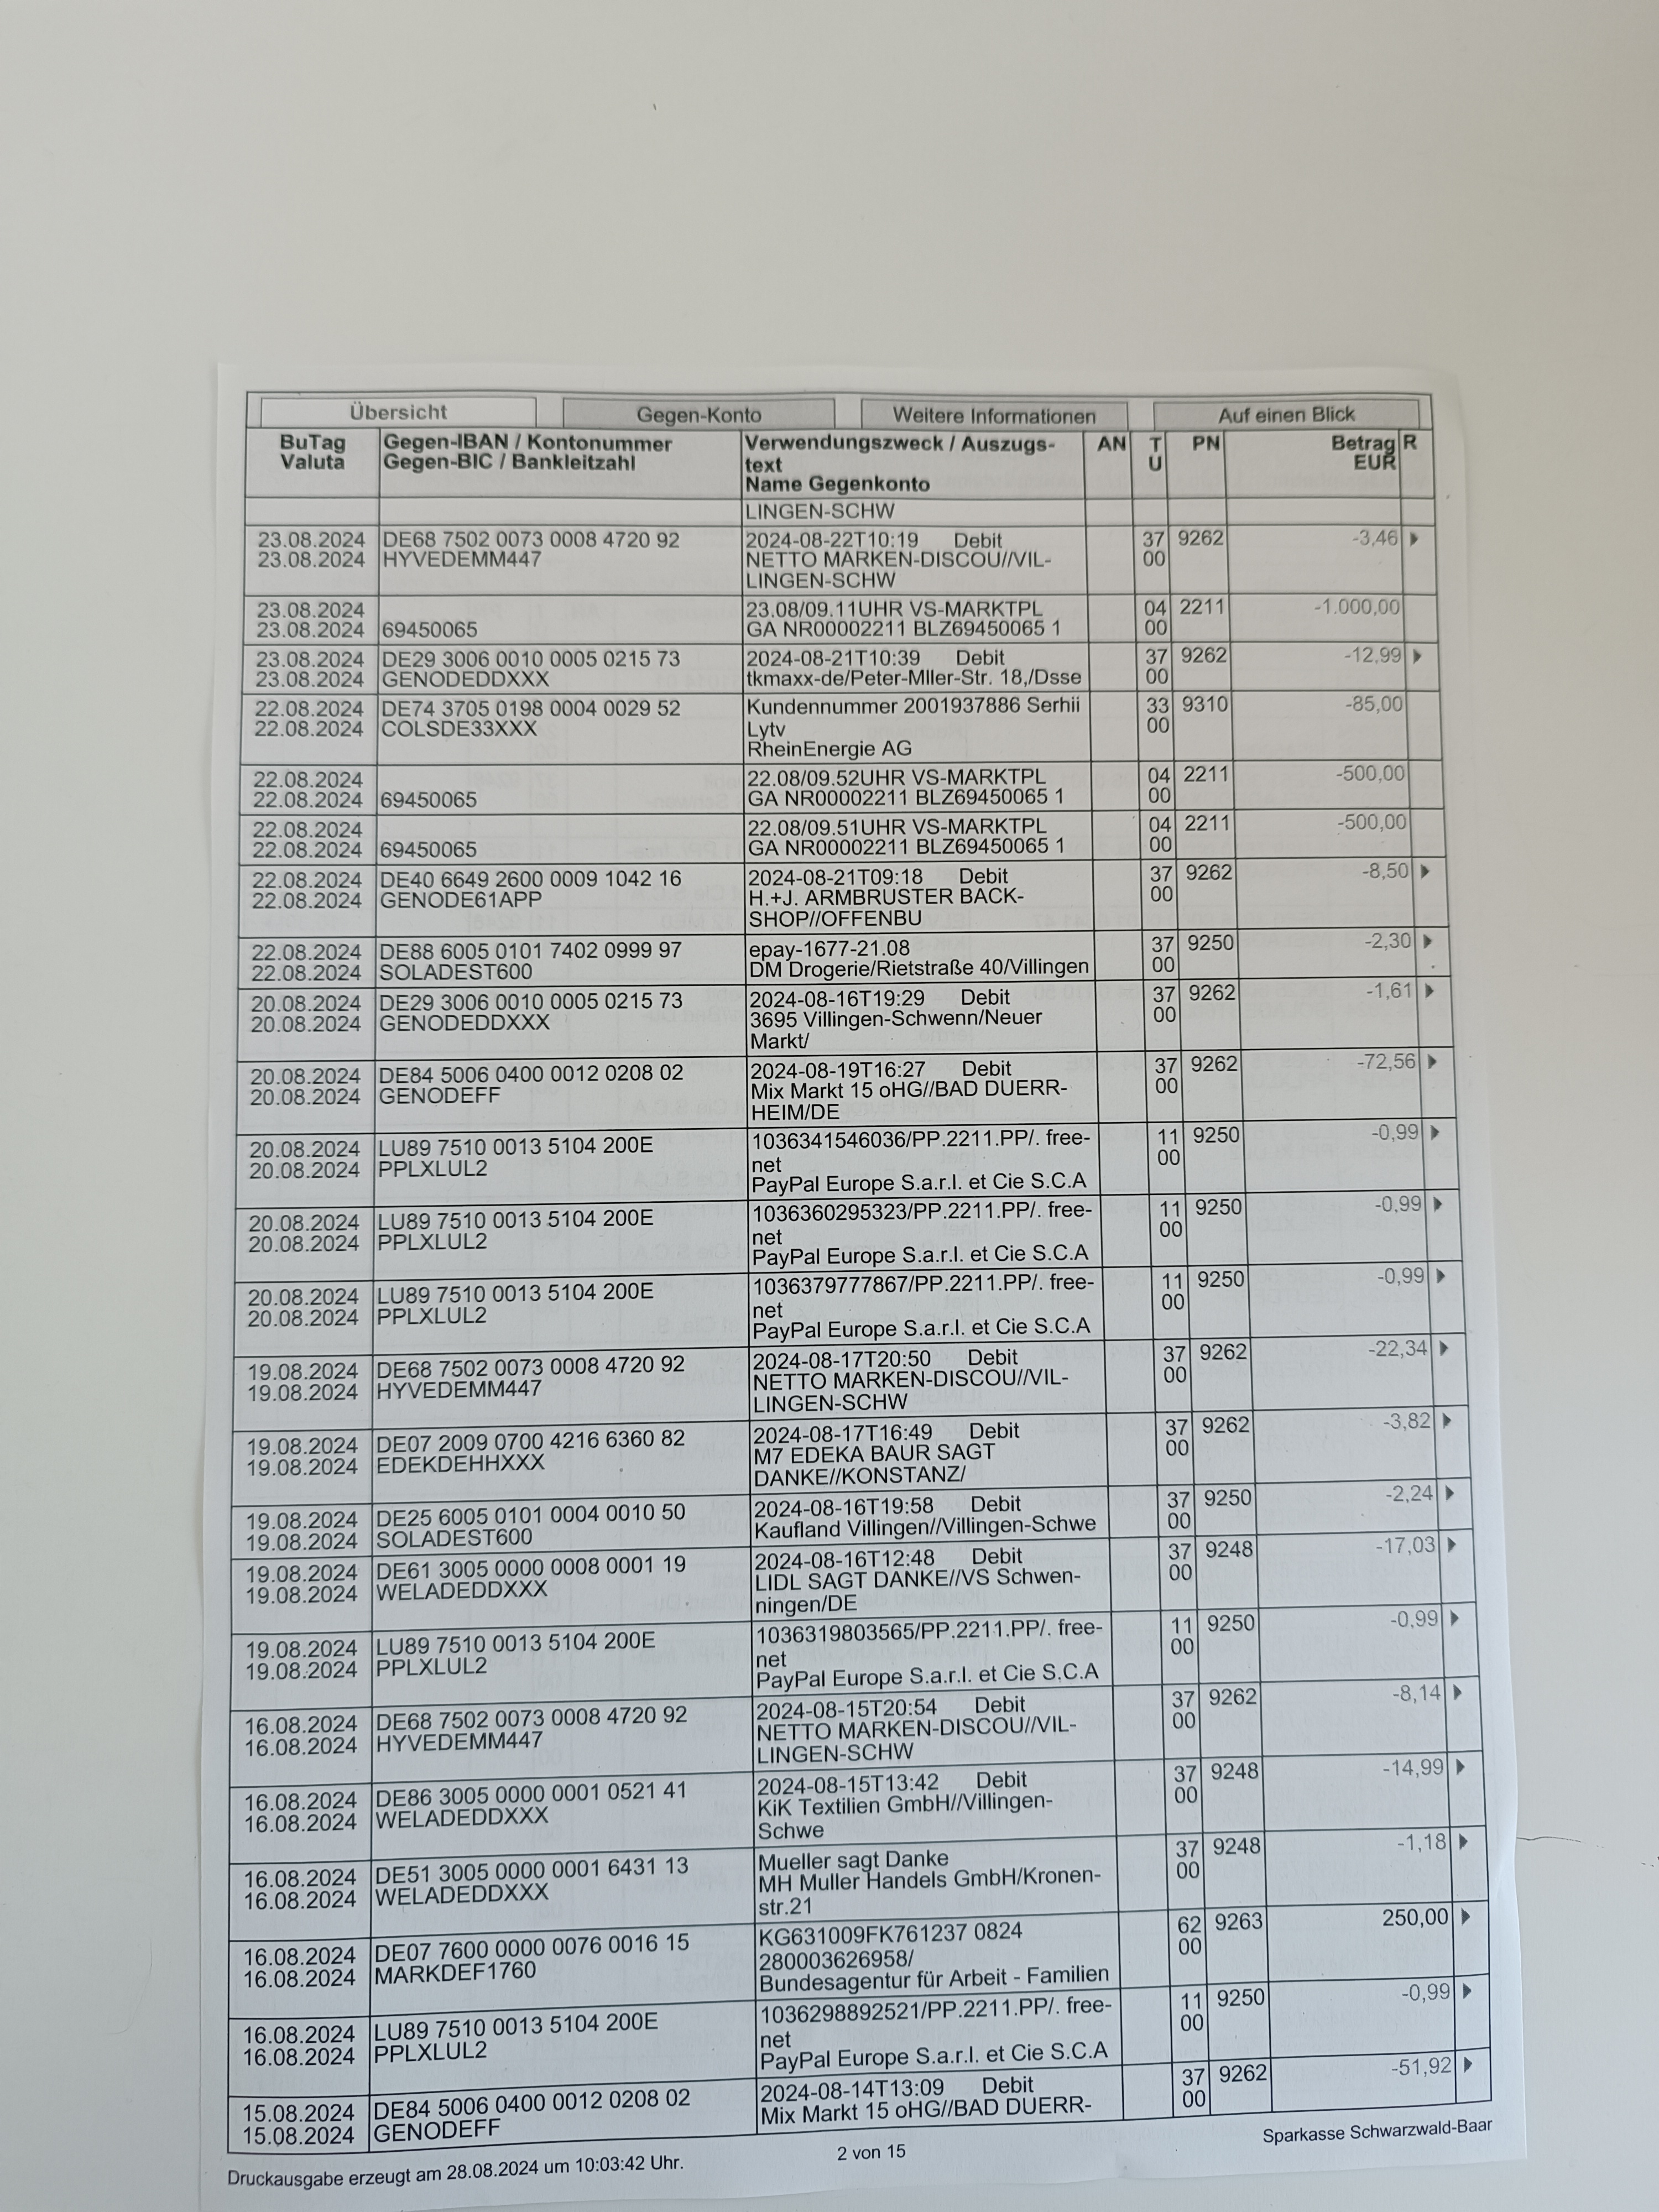 Übersicht Gegen-Konto Weitere Informationen Auf einen Blick
BuTag Gegen-IBAN / Kontonummer Verwendungszweck / Auszugs- AN T PN Betrag R
Valuta Gegen-BIC / Bankleitzahl text U EUR
Name Gegenkonto
LINGEN-SCHW
23.08.2024 DE68 7502 0073 0008 4720 92 2024-08-22T10:19 Debit 37 9262 -3,46
23.08.2024 HYVEDEMM447 NETTO MARKEN-DISCOU//VIL- 00
LINGEN-SCHW
23.08.2024 23.08/09.11UHR VS-MARKTPL 04 2211 -1.000,00
23.08.2024 69450065 GA NR00002211 BLZ69450065 1 00
23.08.2024 DE29 3006 0010 0005 0215 73 2024-08-21T10:39 Debit 37 9262 -12,99
23.08.2024 GENODEDDXXX tkmaxx-de/Peter-Mller-Str. 18,/Dsse 00
22.08.2024 DE74 3705 0198 0004 0029 52 Kundennummer 2001937886 Serhii 33 9310 -85,00
22.08.2024 COLSDE33XXX Lytv 00
RheinEnergie AG
22.08.2024 22.08/09.52UHR VS-MARKTPL 04 2211 -500,00
22.08.2024 69450065 GA NR00002211 BLZ69450065 1 00
22.08.2024 22.08/09.51UHR VS-MARKTPL 04 2211 -500,00
22.08.2024 69450065 GA NR00002211 BLZ69450065 1 00
22.08.2024 DE40 6649 2600 0009 1042 16 2024-08-21T09:18 Debit 37 9262 -8,50
22.08.2024 GENODE61APP H.+J. ARMBRUSTER BACK- 00
SHOP//OFFENBU
22.08.2024 DE88 6005 0101 7402 0999 97 epay-1677-21.08 37 9250 -2,30
22.08.2024 SOLADEST600 DM Drogerie/Rietstraße 40/Villingen 00
20.08.2024 DE29 3006 0010 0005 0215 73 2024-08-16T19:29 Debit 37 9262 -1,61
20.08.2024 GENODEDDXXX 3695 Villingen-Schwenn/Neuer 00
Markt/
20.08.2024 DE84 5006 0400 0012 0208 02 2024-08-19T16:27 Debit 37 9262 -72,56
20.08.2024 GENODEFF Mix Markt 15 oHG//BAD DUERR- 00
HEIM/DE
20.08.2024 LU89 7510 0013 5104 200E 1036341546036/PP.2211.PP/. free- 11 9250 -0,99
20.08.2024 PPLXLUL2 net 00
PayPal Europe S.a.r.l. et Cie S.C.A
20.08.2024 LU89 7510 0013 5104 200E 1036360295323/PP.2211.PP/. free- 11 9250 -0,99
20.08.2024 PPLXLUL2 net 00
PayPal Europe S.a.r.l. et Cie S.C.A
20.08.2024 LU89 7510 0013 5104 200E 1036379777867/PP.2211.PP/. free- 11 9250 -0,99
20.08.2024 PPLXLUL2 net 00
PayPal Europe S.a.r.l. et Cie S.C.A
19.08.2024 DE68 7502 0073 0008 4720 92 2024-08-17T20:50 Debit 37 9262 -22,34
19.08.2024 HYVEDEMM447 NETTO MARKEN-DISCOU//VIL- 00
LINGEN-SCHW
19.08.2024 DE07 2009 0700 4216 6360 82 2024-08-17T16:49 Debit 37 9262 -3,82
19.08.2024 EDEKDEHHXXX M7 EDEKA BAUR SAGT 00
DANKE//KONSTANZ/
19.08.2024 DE25 6005 0101 0004 0010 50 2024-08-16T19:58 Debit 37 9250 -2,24
19.08.2024 SOLADEST600 Kaufland Villingen//Villingen-Schwe 00
19.08.2024 DE61 3005 0000 0008 0001 19 2024-08-16T12:48 Debit 37 9248 -17,03
19.08.2024 WELADEDDXXX LIDL SAGT DANKE//VS Schwen- 00
ningen/DE
19.08.2024 LU89 7510 0013 5104 200E 1036319803565/PP.2211.PP/. free- 11 9250 -0,99
19.08.2024 PPLXLUL2 net 00
PayPal Europe S.a.r.l. et Cie S.C.A
16.08.2024 DE68 7502 0073 0008 4720 92 2024-08-15T20:54 Debit 37 9262 -8,14
16.08.2024 HYVEDEMM447 NETTO MARKEN-DISCOU//VIL- 00
LINGEN-SCHW
16.08.2024 DE86 3005 0000 0001 0521 41 2024-08-15T13:42 Debit 37 9248 -14,99
16.08.2024 WELADEDDXXX KiK Textilien GmbH//Villingen- 00
Schwe
16.08.2024 DE51 3005 0000 0001 6431 13 Mueller sagt Danke 37 9248 -1,18
16.08.2024 WELADEDDXXX MH Muller Handels GmbH/Kronen- 00
str.21
16.08.2024 DE07 7600 0000 0076 0016 15 KG631009FK761237 0824 62 9263 250,00
16.08.2024 MARKDEF1760 280003626958/ 00
Bundesagentur für Arbeit - Familien
16.08.2024 LU89 7510 0013 5104 200E 1036298892521/PP.2211.PP/. free- 11 9250 -0,99
16.08.2024 PPLXLUL2 net 00
PayPal Europe S.a.r.l. et Cie S.C.A
15.08.2024 DE84 5006 0400 0012 0208 02 2024-08-14T13:09 Debit 37 9262 -51,92
15.08.2024 GENODEFF Mix Markt 15 oHG//BAD DUERR- 00
Druckausgabe erzeugt am 28.08.2024 um 10:03:42 Uhr. 2 von 15 Sparkasse Schwarzwald-Baar